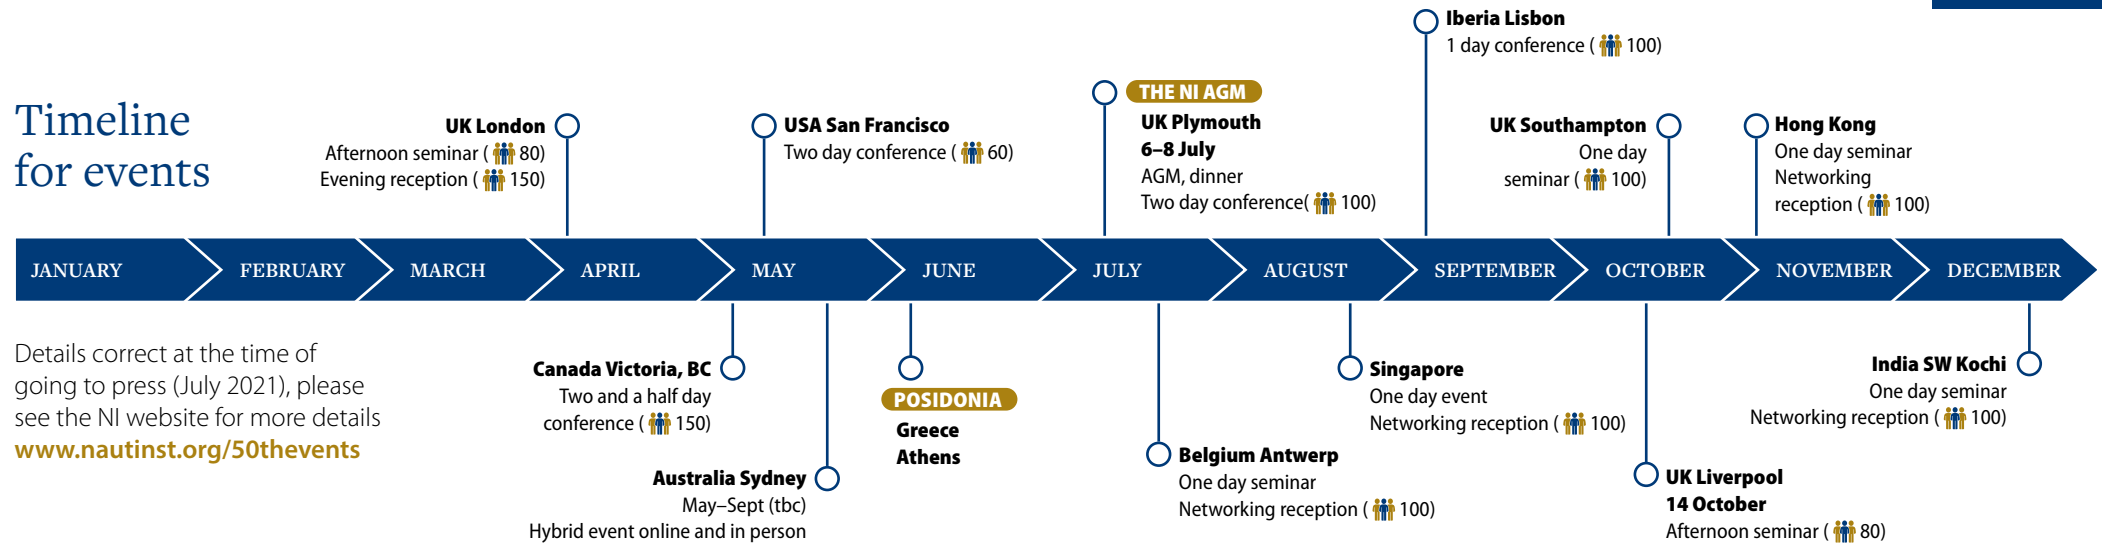 Timeline
for events
UK London
Afternoon seminar ( 80)
Evening reception ( 150)
USA San Francisco
Two day conference ( 60)
THE NI AGM
UK Plymouth
6–8 July
AGM, dinner
Two day conference( 100)
Iberia Lisbon
1 day conference ( 100)
UK Southampton
One day
seminar ( 100)
Hong Kong
One day seminar
Networking
reception ( 100)
JANUARY
FEBRUARY
MARCH
APRIL
MAY
JUNE
JULY
AUGUST
SEPTEMBER
OCTOBER
NOVEMBER
DECEMBER
Details correct at the time of
going to press (July 2021), please
see the NI website for more details
www.nautinst.org/50thevents
Canada Victoria, BC
Two and a half day
conference ( 150)
Australia Sydney
May–Sept (tbc)
Hybrid event online and in person
POSIDONIA
Greece
Athens
Belgium Antwerp
One day seminar
Networking reception ( 100)
Singapore
One day event
Networking reception ( 100)
UK Liverpool
14 October
Afternoon seminar ( 80)
India SW Kochi
One day seminar
Networking reception ( 100)